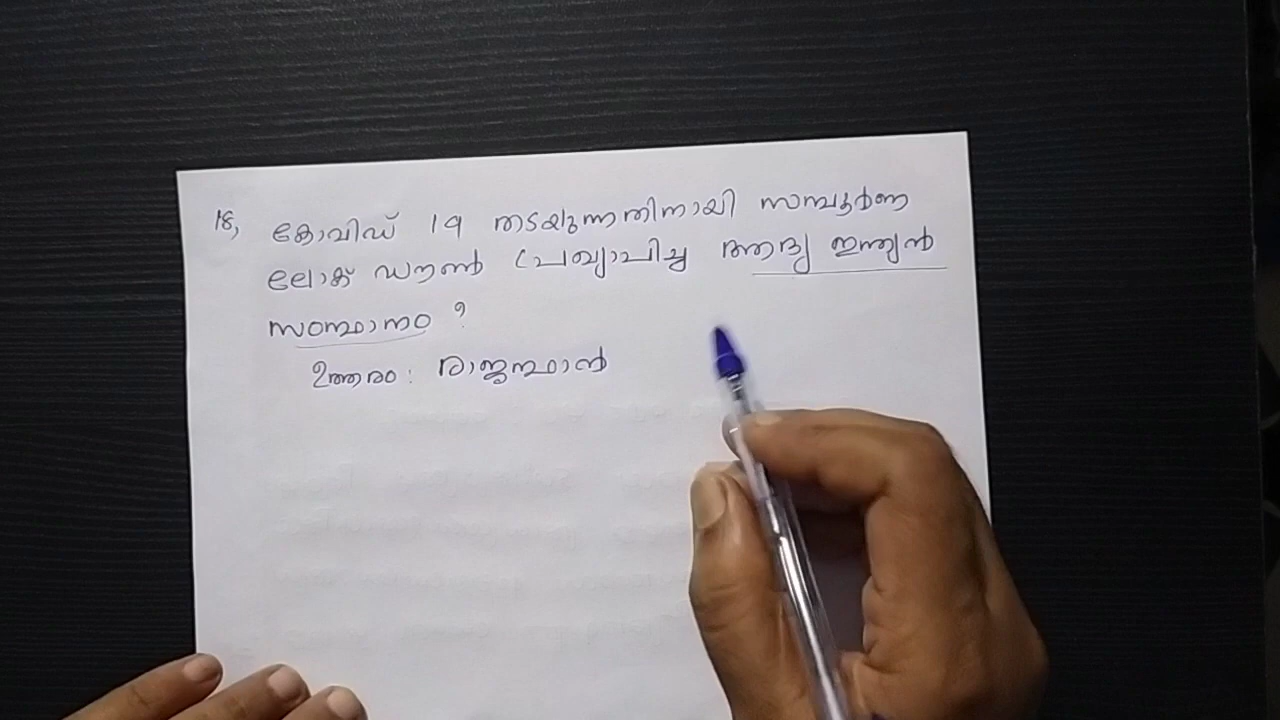 18, കോവിഡ് 19 തടയുന്നതിനായി സമ്പൂർണ
ലോക് ഡൗൺ പ്രഖ്യാപിച്ച ആദ്യ ഇന്ത്യൻ
സംസ്ഥാനം ?
ഉത്തരം : രാജസ്ഥാൻ